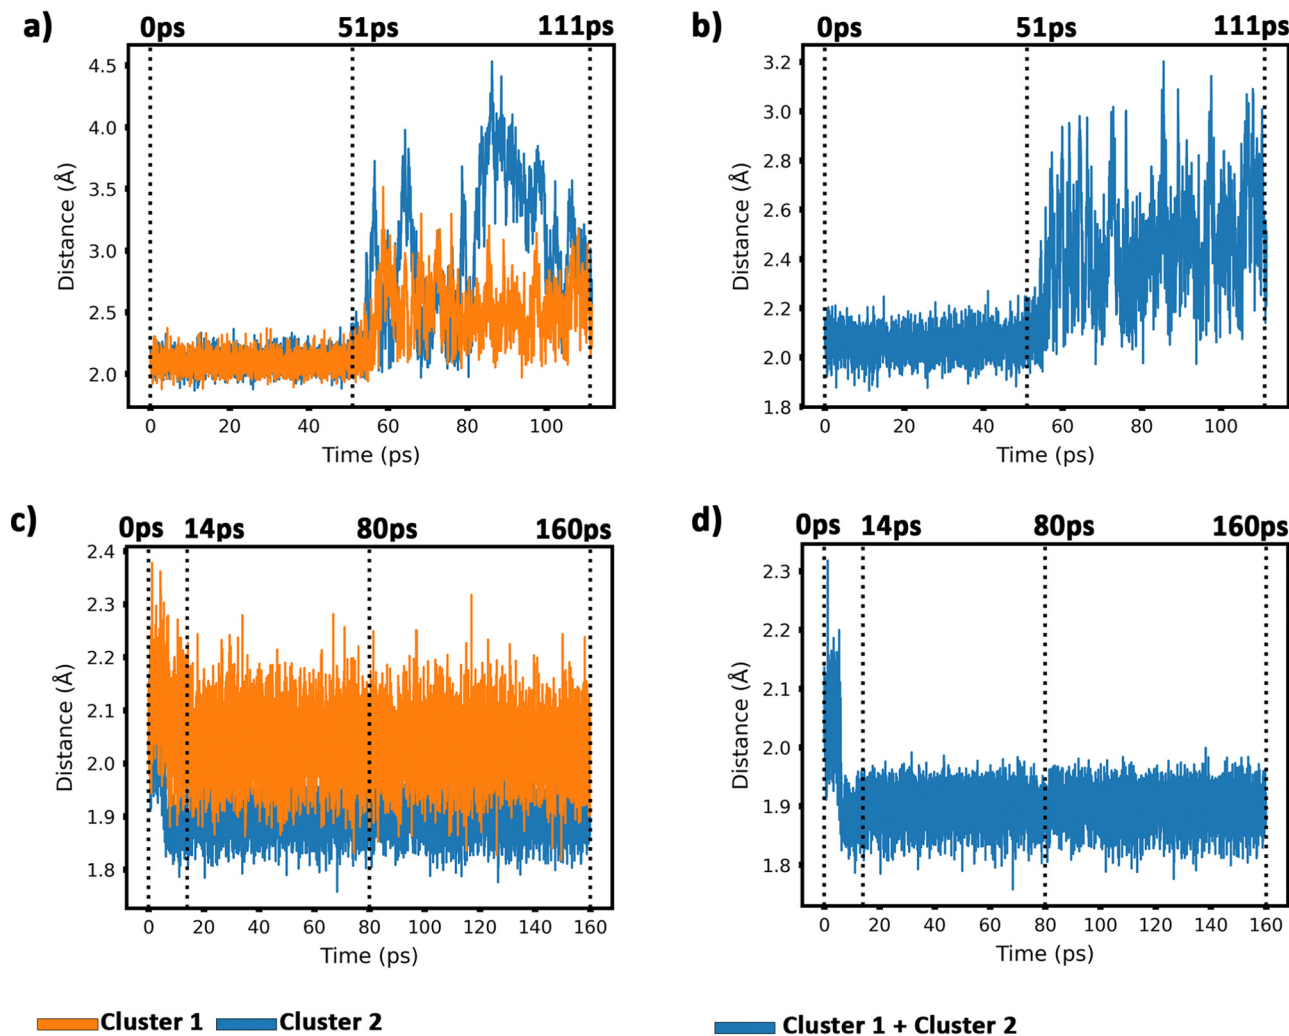 a)
0ps 51ps 111ps
4.5
4.0
3.5
3.0
2.5
2.0
Distance (Å)
0 20 40 60 80 100
Time (ps)
b)
0ps 51ps 111ps
3.2
3.0
2.8
2.6
2.4
2.2
2.0
1.8
Distance (Å)
0 20 40 60 80 100
Time (ps)
c)
0ps 14ps 80ps 160ps
2.4
2.3
2.2
2.1
2.0
1.9
1.8
Distance (Å)
0 20 40 60 80 100 120 140 160
Time (ps)
d)
0ps 14ps 80ps 160ps
2.3
2.2
2.1
2.0
1.9
1.8
Distance (Å)
0 20 40 60 80 100 120 140 160
Time (ps)
Cluster 1 Cluster 2
Cluster 1 + Cluster 2